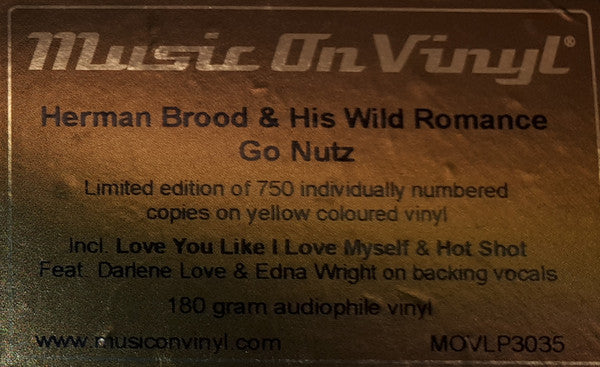 Music On Vinyl®
Herman Brood & His Wild Romance
Go Nutz
Limited edition of 750 individually numbered
copies on yellow coloured vinyl
Incl. Love You Like I Love Myself & Hot Shot
Feat. Darlene Love & Edna Wright on backing vocals
180 gram audiophile vinyl
www.musiconvinyl.com MOVLP3035